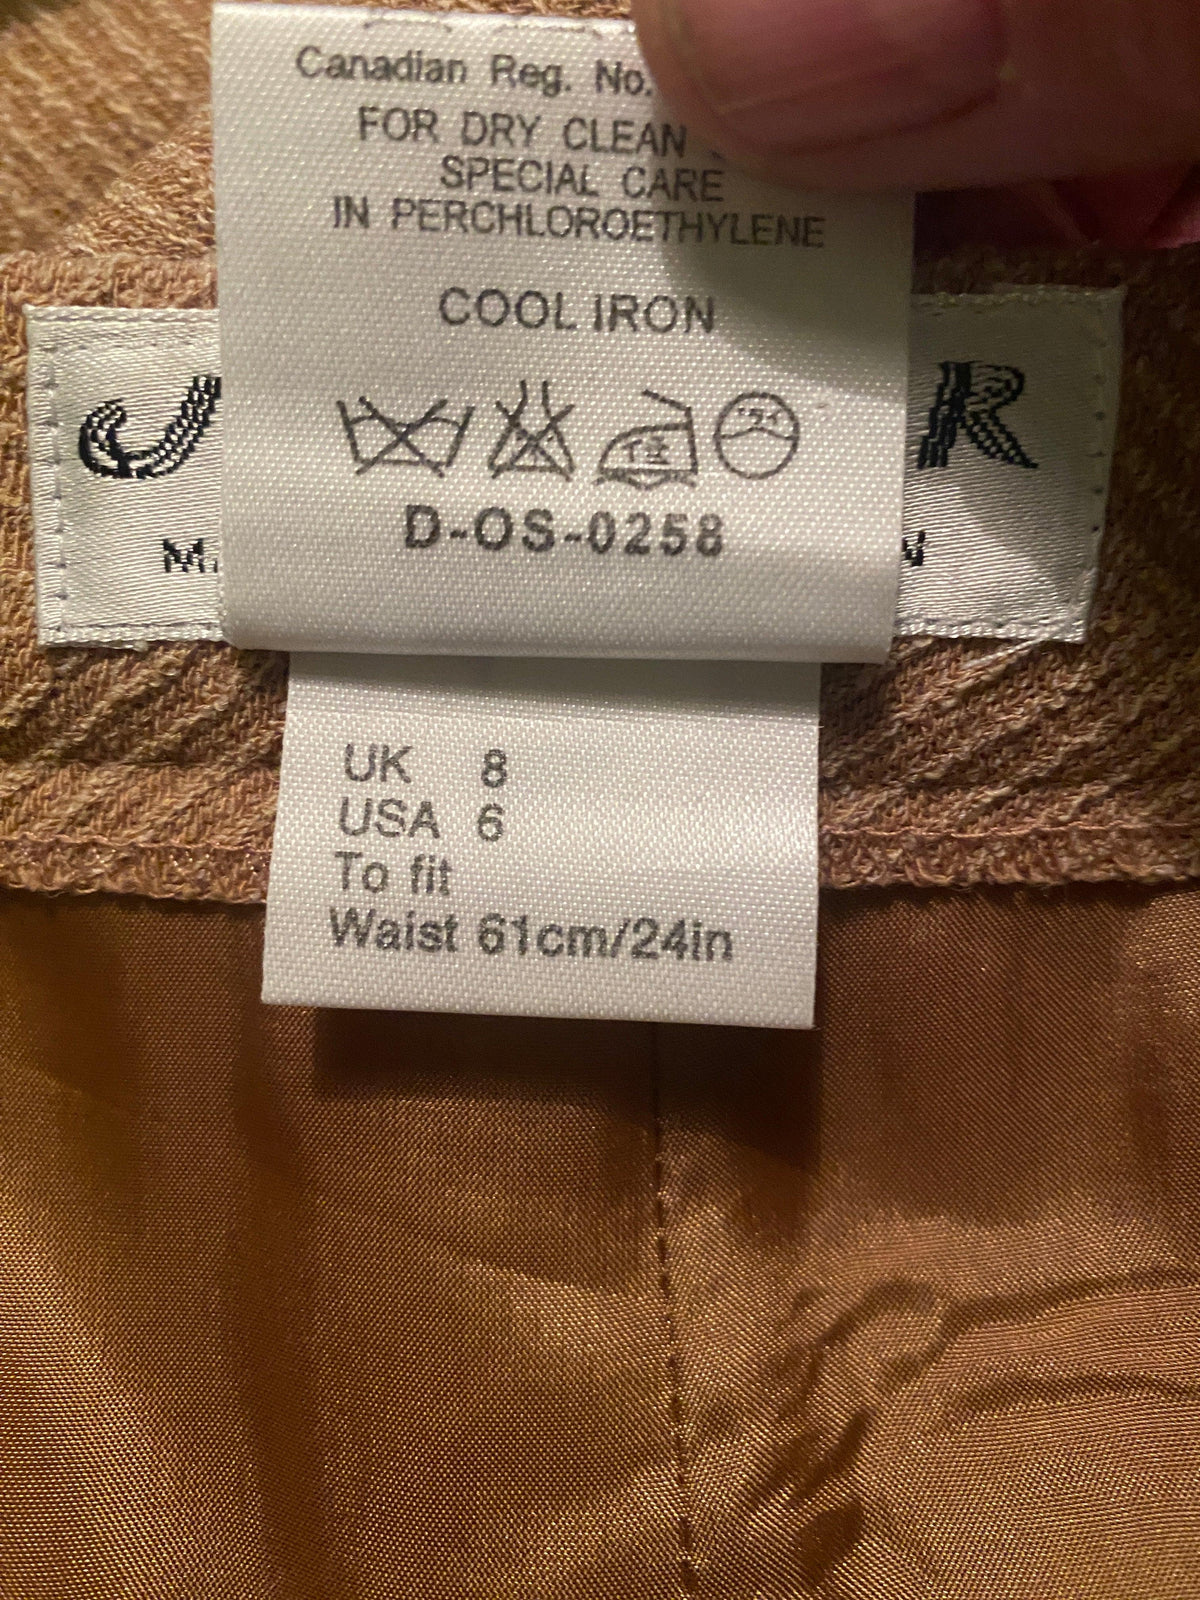 Canadian Reg. No.
FOR DRY CLEAN
SPECIAL CARE
IN PERCHLOROETHYLENE
COOL IRON
J R
D-OS-0258
UK 8
USA 6
To fit
Waist 61cm/24in